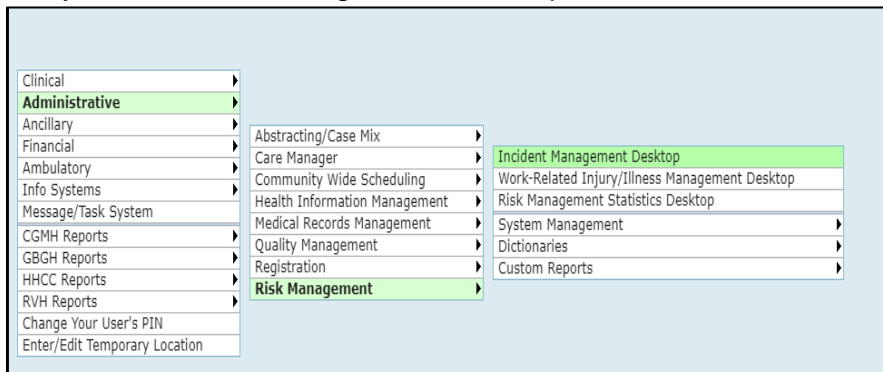 Clinical
Administrative
Ancillary
Financial
Ambulatory
Info Systems
Message/Task System
CGMH Reports
GBGH Reports
HHCC Reports
RVH Reports
Change Your User's PIN
Enter/Edit Temporary Location
Abstracting/Case Mix
Care Manager
Community Wide Scheduling
Health Information Management
Medical Records Management
Quality Management
Registration
Risk Management
Incident Management Desktop
Work-Related Injury/Illness Management Desktop
Risk Management Statistics Desktop
System Management
Dictionaries
Custom Reports